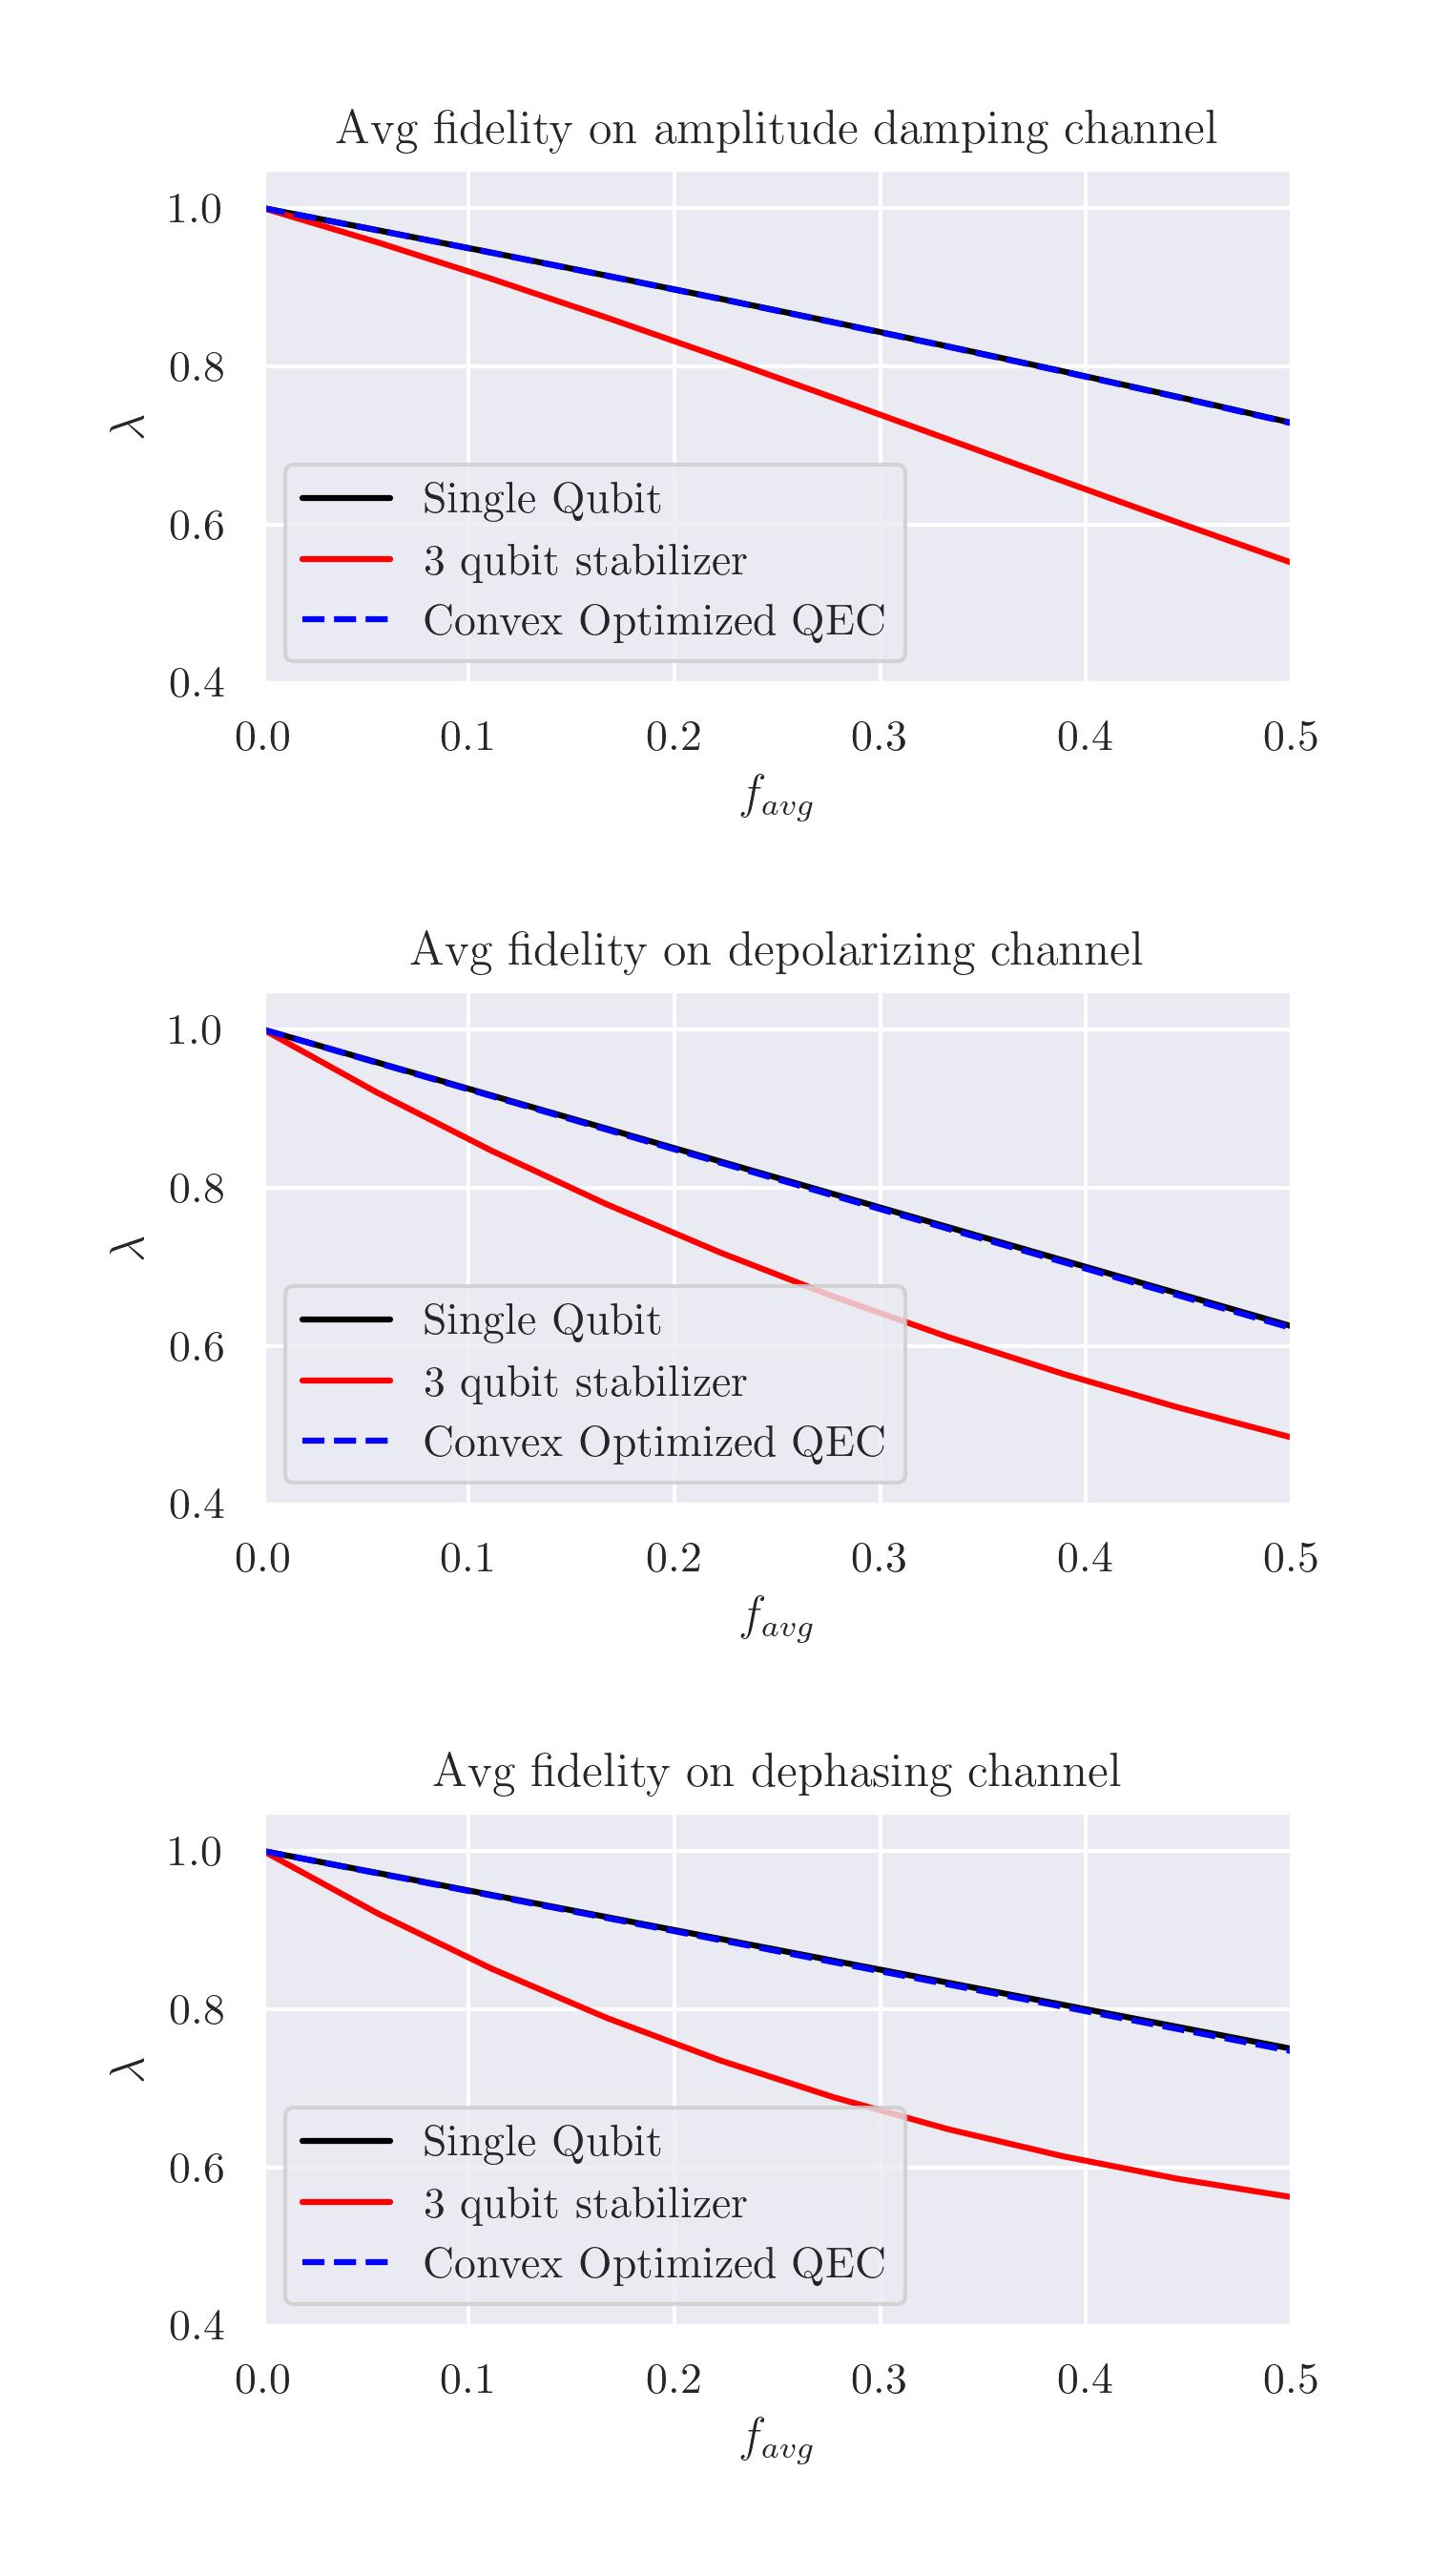 Avg fidelity on amplitude damping channel
1.0
0.8
0.6
0.4
λ
Single Qubit
3 qubit stabilizer
Convex Optimized QEC
0.0 0.1 0.2 0.3 0.4 0.5
f_avg
Avg fidelity on depolarizing channel
1.0
0.8
0.6
0.4
λ
Single Qubit
3 qubit stabilizer
Convex Optimized QEC
0.0 0.1 0.2 0.3 0.4 0.5
f_avg
Avg fidelity on dephasing channel
1.0
0.8
0.6
0.4
λ
Single Qubit
3 qubit stabilizer
Convex Optimized QEC
0.0 0.1 0.2 0.3 0.4 0.5
f_avg